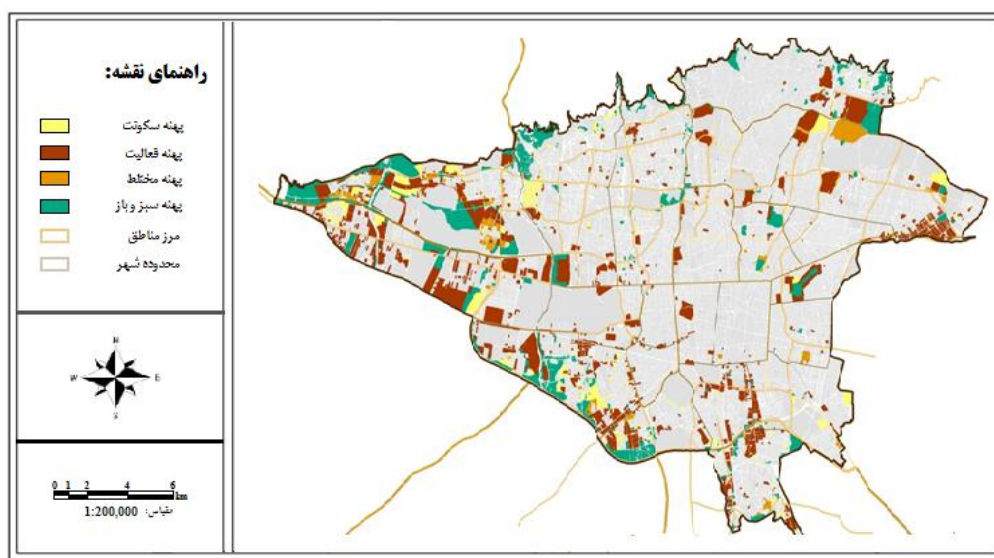 راهنمای نقشه:
پهنه سکونت
پهنه فعالیت
پهنه مختلط
پهنه سبز و باز
مرز مناطق
محدوده شهر
N
W E
S
0 1 2 4 6
km
مقیاس: 1:200,000